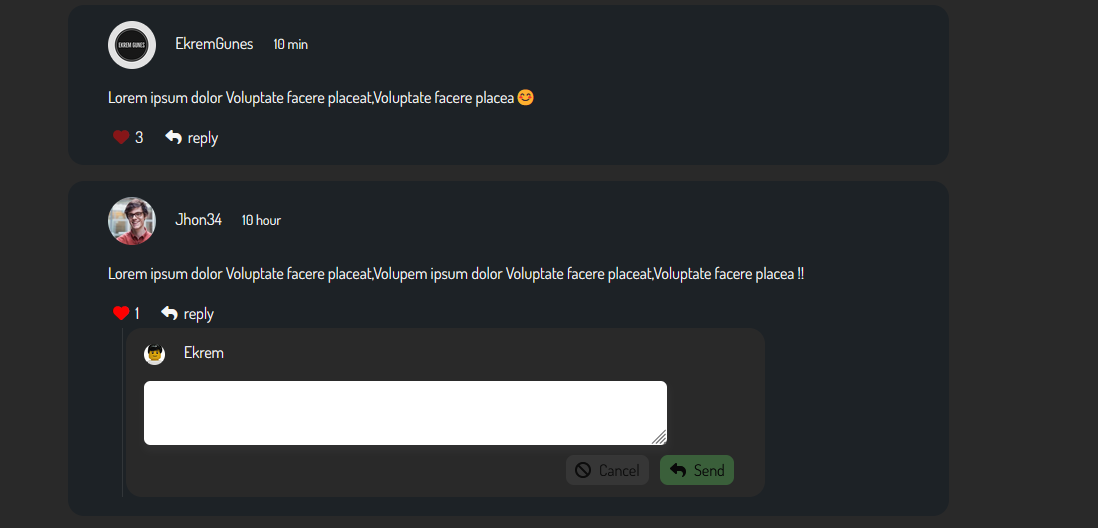 EKREM GUNES
EkremGunes 10 min
Lorem ipsum dolor Voluptate facere placeat,Voluptate facere placea 😊
3 reply
Jhon34 10 hour
Lorem ipsum dolor Voluptate facere placeat,Volupem ipsum dolor Voluptate facere placeat,Voluptate facere placea !!
1 reply
Ekrem
Cancel Send